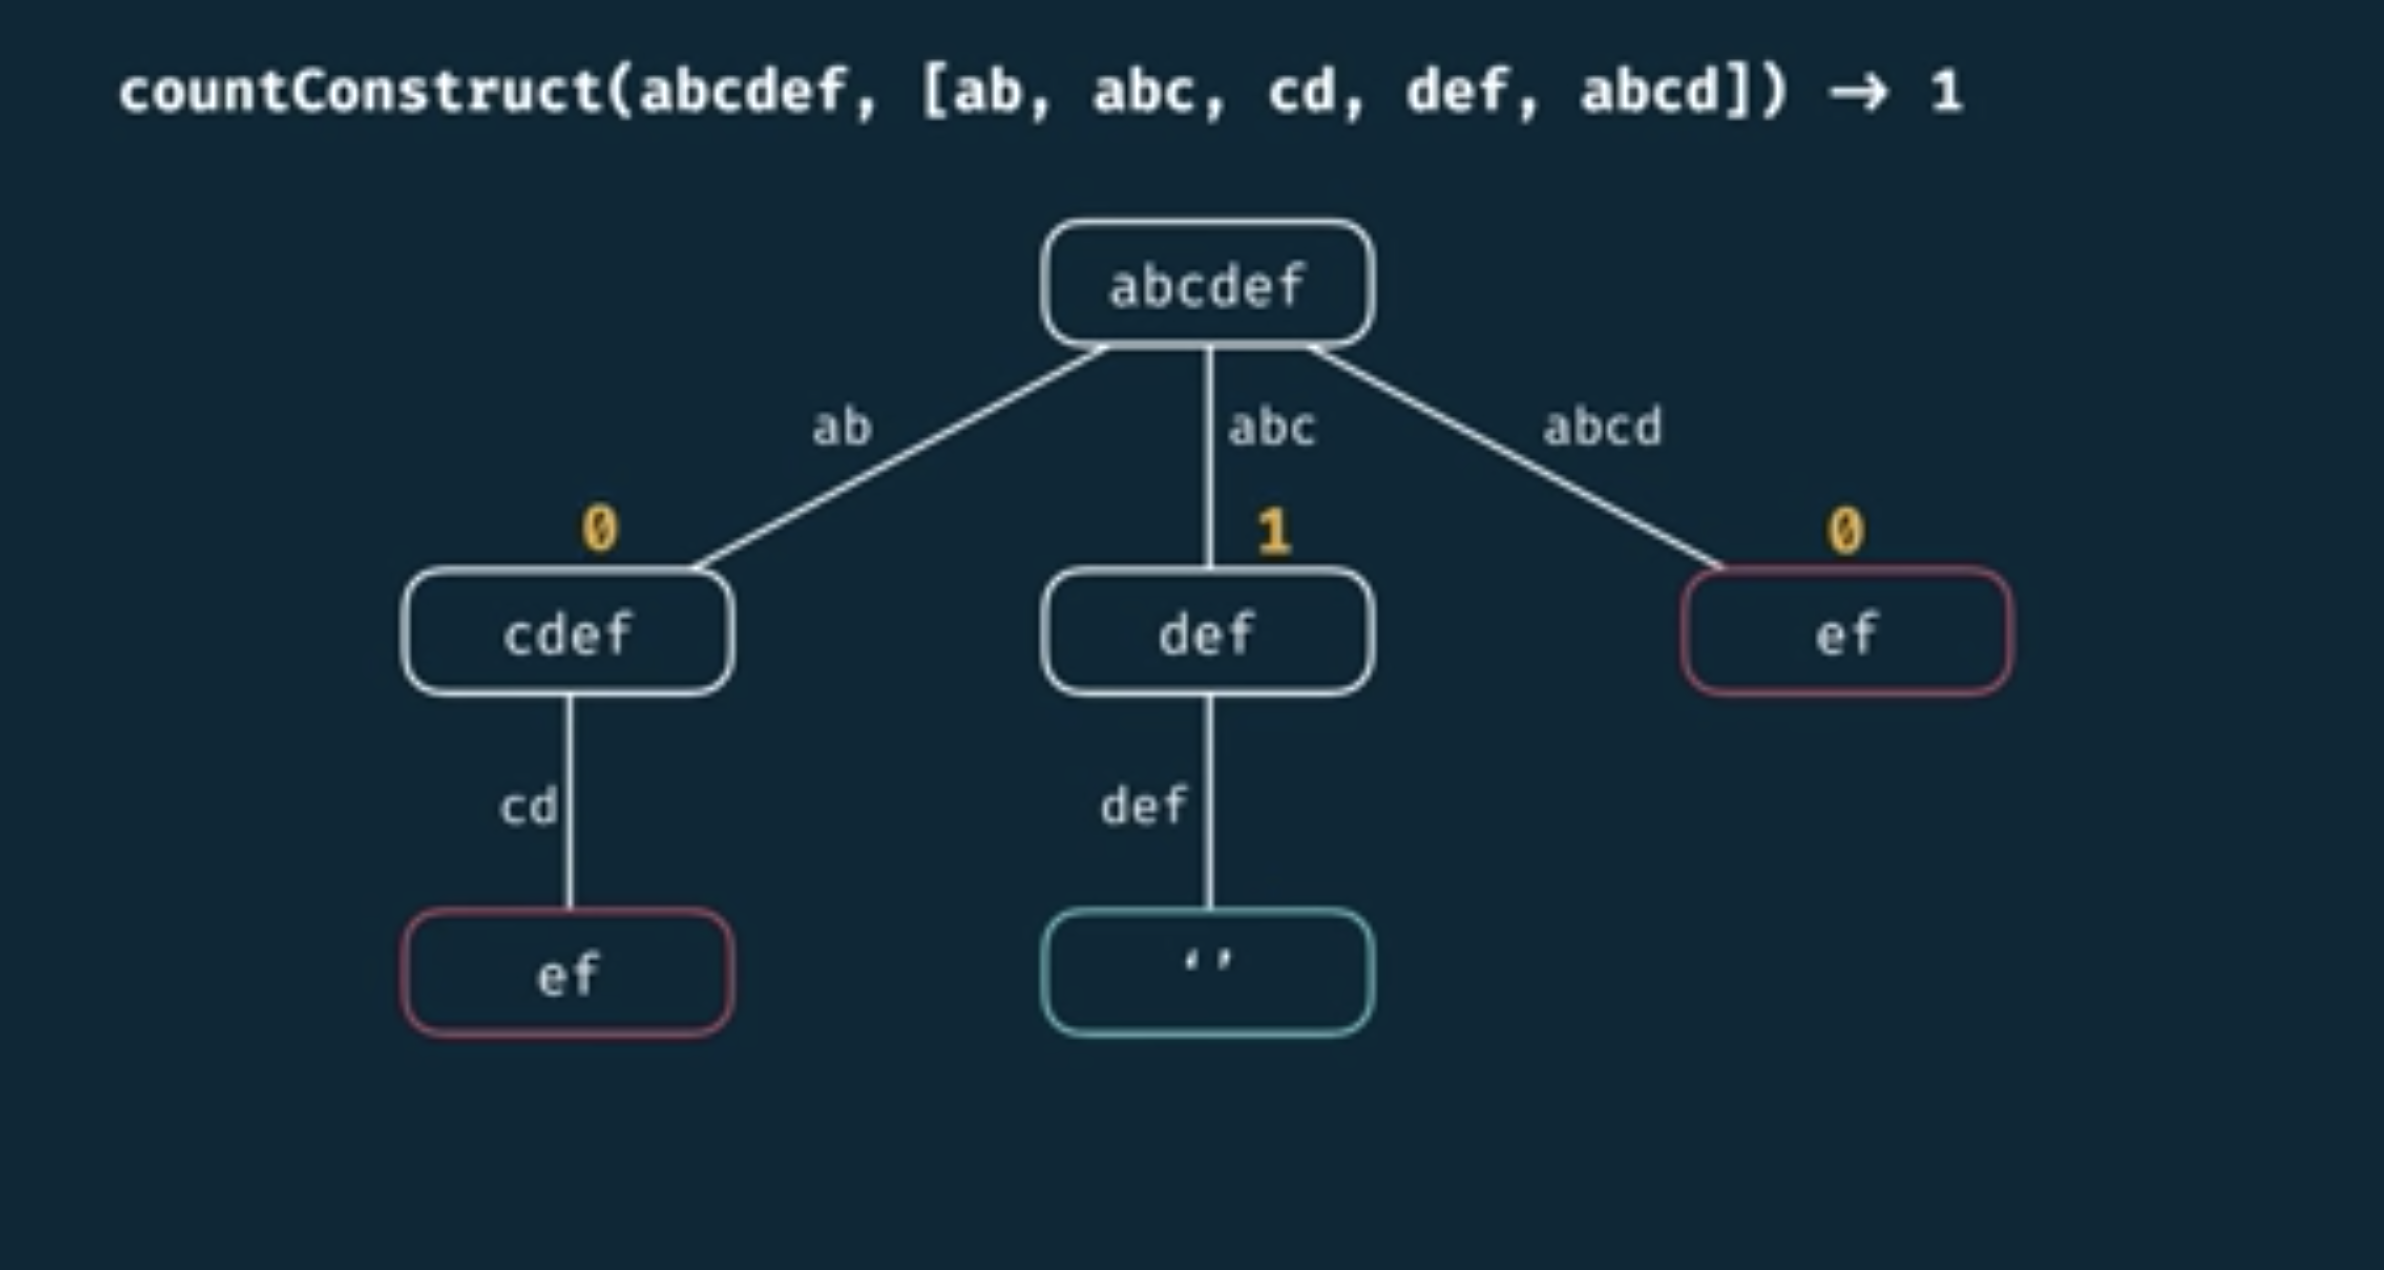 countConstruct(abcdef, [ab, abc, cd, def, abcd]) → 1
abcdef
ab abc abcd
0 1 0
cdef def ef
cd def
ef ‘’